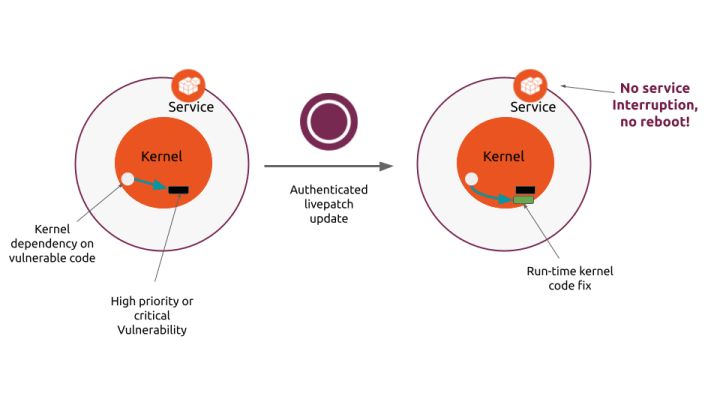 Service
Kernel
Kernel
dependency on
vulnerable code
High priority or
critical
Vulnerability
Authenticated
livepatch
update
Service
Kernel
No service
Interruption,
no reboot!
Run-time kernel
code fix